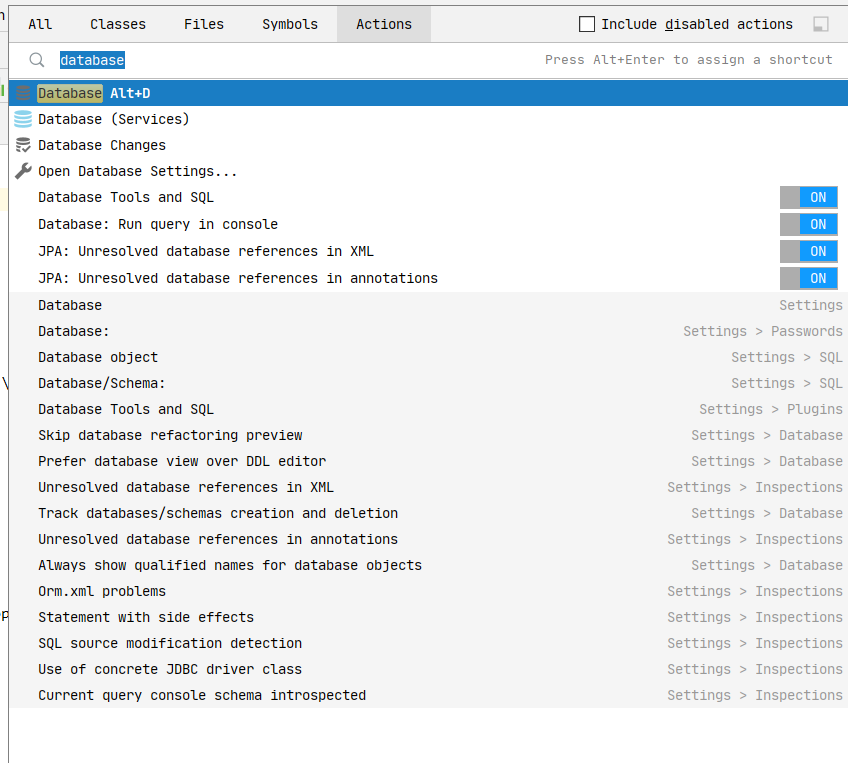 All Classes Files Symbols Actions Include disabled actions
database Press Alt+Enter to assign a shortcut
Database Alt+D
Database (Services)
Database Changes
Open Database Settings...
Database Tools and SQL ON
Database: Run query in console ON
JPA: Unresolved database references in XML ON
JPA: Unresolved database references in annotations ON
Database Settings
Database: Settings > Passwords
Database object Settings > SQL
Database/Schema: Settings > SQL
Database Tools and SQL Settings > Plugins
Skip database refactoring preview Settings > Database
Prefer database view over DDL editor Settings > Database
Unresolved database references in XML Settings > Inspections
Track databases/schemas creation and deletion Settings > Database
Unresolved database references in annotations Settings > Inspections
Always show qualified names for database objects Settings > Database
Orm.xml problems Settings > Inspections
Statement with side effects Settings > Inspections
SQL source modification detection Settings > Inspections
Use of concrete JDBC driver class Settings > Inspections
Current query console schema introspected Settings > Inspections